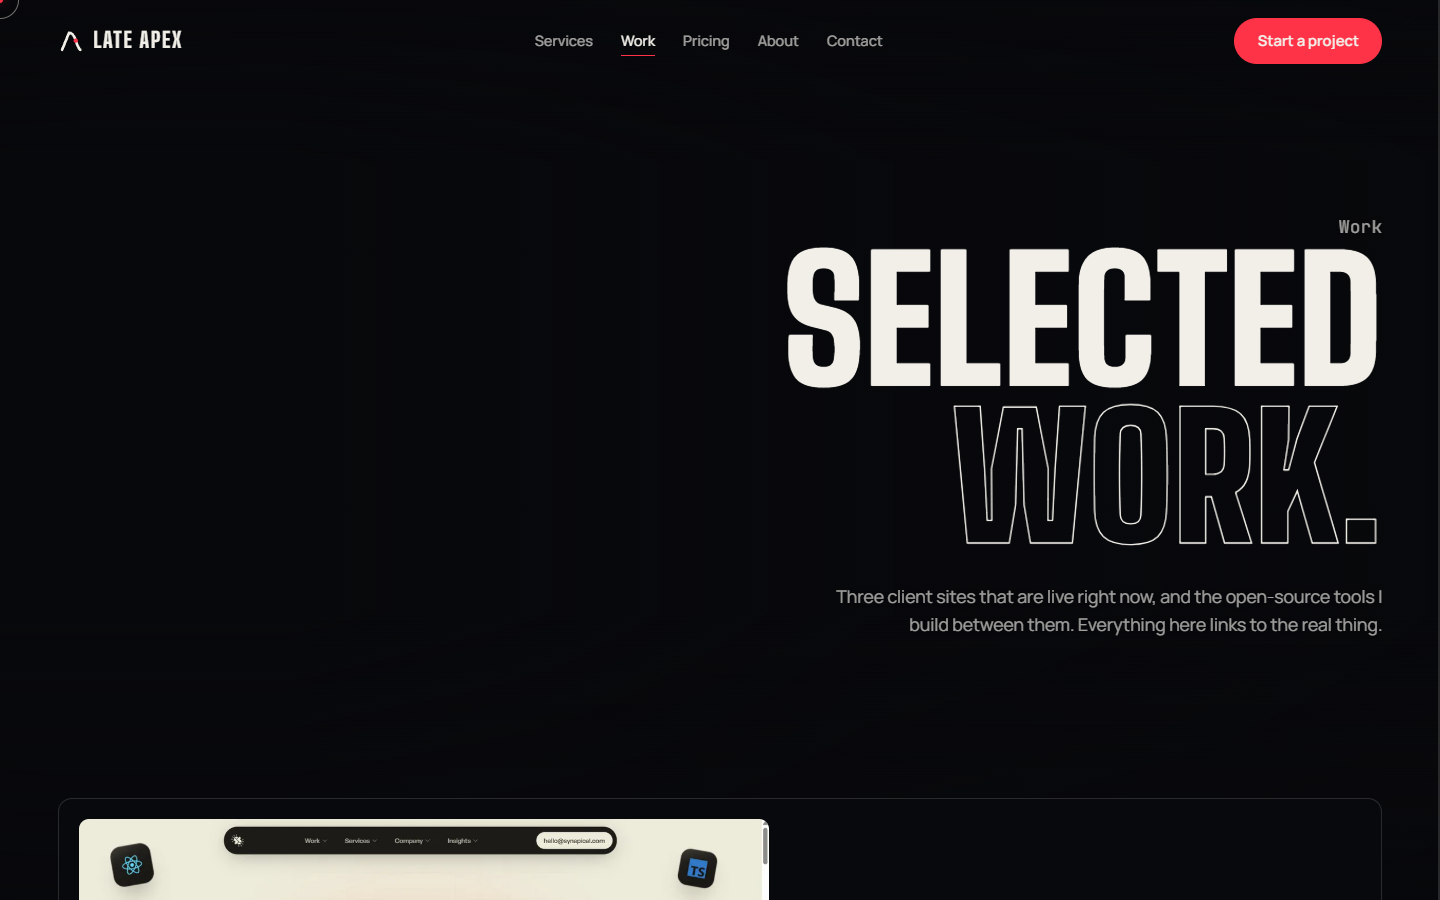 LATE APEX
Services Work Pricing About Contact
Start a project
Work
SELECTED
WORK.
Three client sites that are live right now, and the open-source tools I
build between them. Everything here links to the real thing.
Work Services Company Insights hello@synapical.com
TS